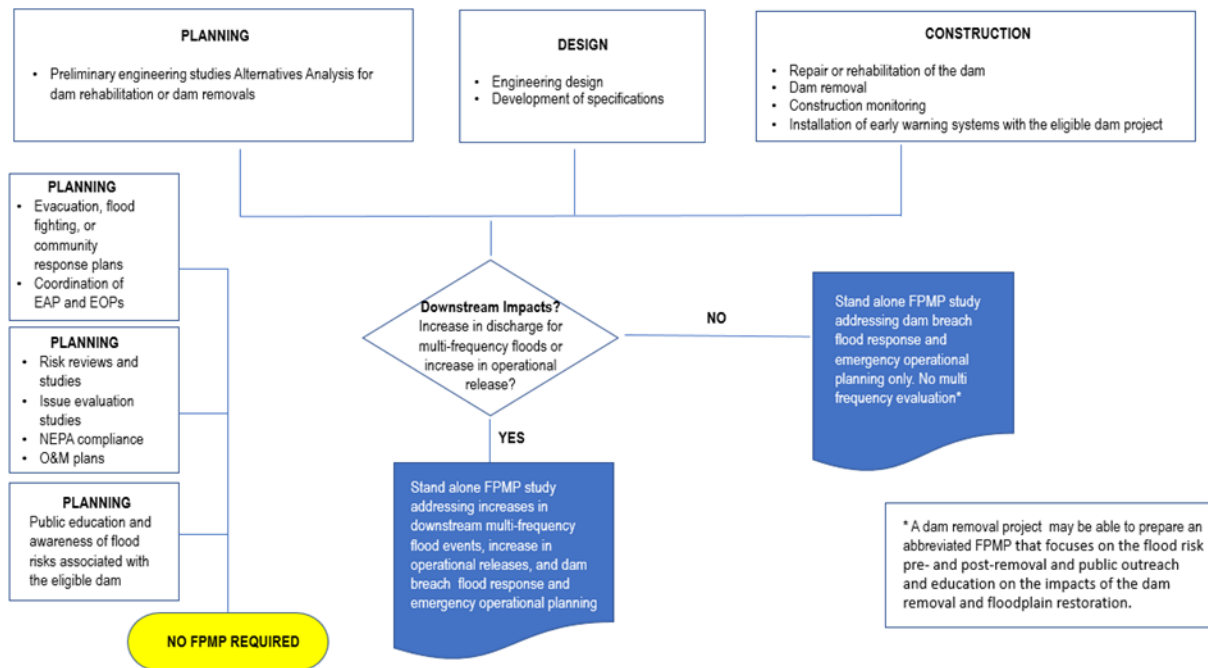 PLANNING
• Preliminary engineering studies Alternatives Analysis for
dam rehabilitation or dam removals
DESIGN
• Engineering design
• Development of specifications
CONSTRUCTION
• Repair or rehabilitation of the dam
• Dam removal
• Construction monitoring
• Installation of early warning systems with the eligible dam project
PLANNING
• Evacuation, flood
fighting, or
community
response plans
• Coordination of
EAP and EOPs
PLANNING
• Risk reviews and
studies
• Issue evaluation
studies
• NEPA compliance
• O&M plans
PLANNING
Public education and
awareness of flood
risks associated with
the eligible dam
NO FPMP REQUIRED
Downstream Impacts?
Increase in discharge for
multi-frequency floods or
increase in operational
release?
NO
Stand alone FPMP study
addressing dam breach
flood response and
emergency operational
planning only. No multi
frequency evaluation*
YES
Stand alone FPMP study
addressing increases in
downstream multi-frequency
flood events, increase in
operational releases, and dam
breach flood response and
emergency operational planning
* A dam removal project may be able to prepare an
abbreviated FPMP that focuses on the flood risk
pre- and post-removal and public outreach
and education on the impacts of the dam
removal and floodplain restoration.